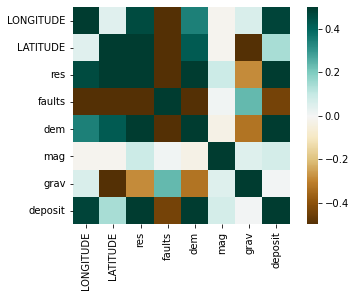 LONGITUDE
LATITUDE
res
faults
dem
mag
grav
deposit
LONGITUDE
LATITUDE
res
faults
dem
mag
grav
deposit
0.4
0.2
0.0
−0.2
−0.4